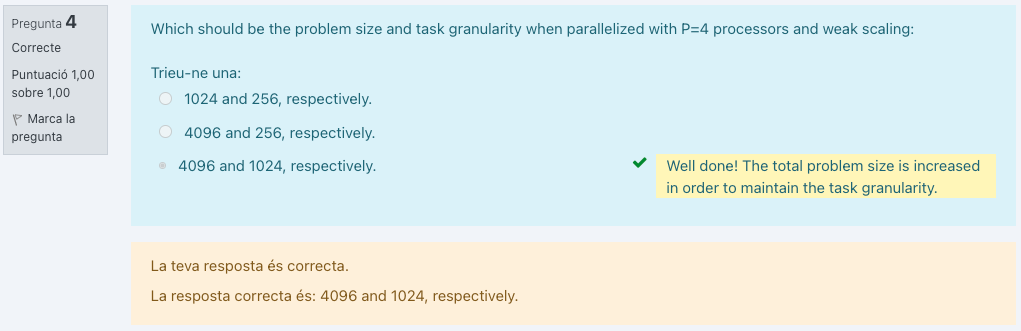 Pregunta 4
Correcte
Puntuació 1,00
sobre 1,00
Marca la
pregunta
Which should be the problem size and task granularity when parallelized with P=4 processors and weak scaling:
Trieu-ne una:
1024 and 256, respectively.
4096 and 256, respectively.
4096 and 1024, respectively.
Well done! The total problem size is increased
in order to maintain the task granularity.
La teva resposta és correcta.
La resposta correcta és: 4096 and 1024, respectively.